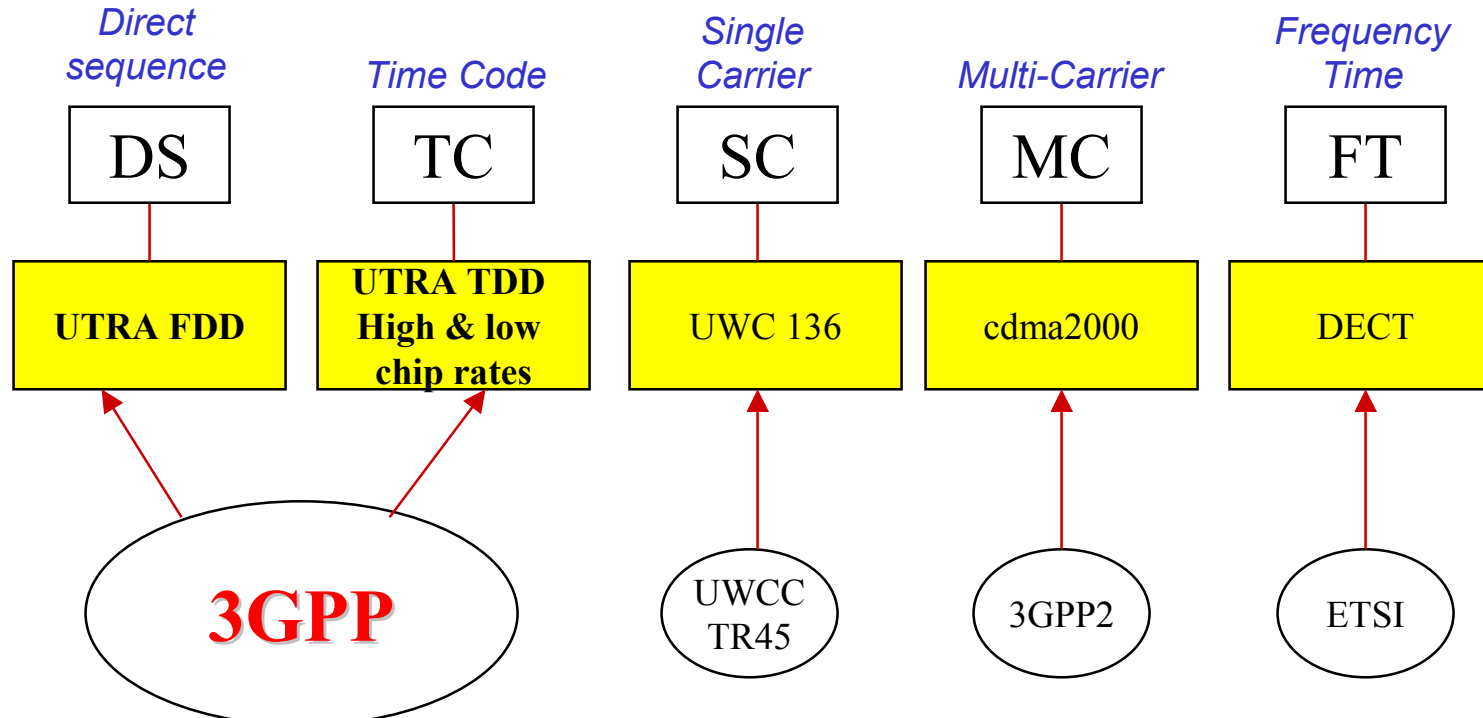 Direct
sequence
Time Code
Single
Carrier
Multi-Carrier
Frequency
Time
DS
TC
SC
MC
FT
UTRA FDD
UTRA TDD
High & low
chip rates
UWC 136
cdma2000
DECT
3GPP
UWCC
TR45
3GPP2
ETSI